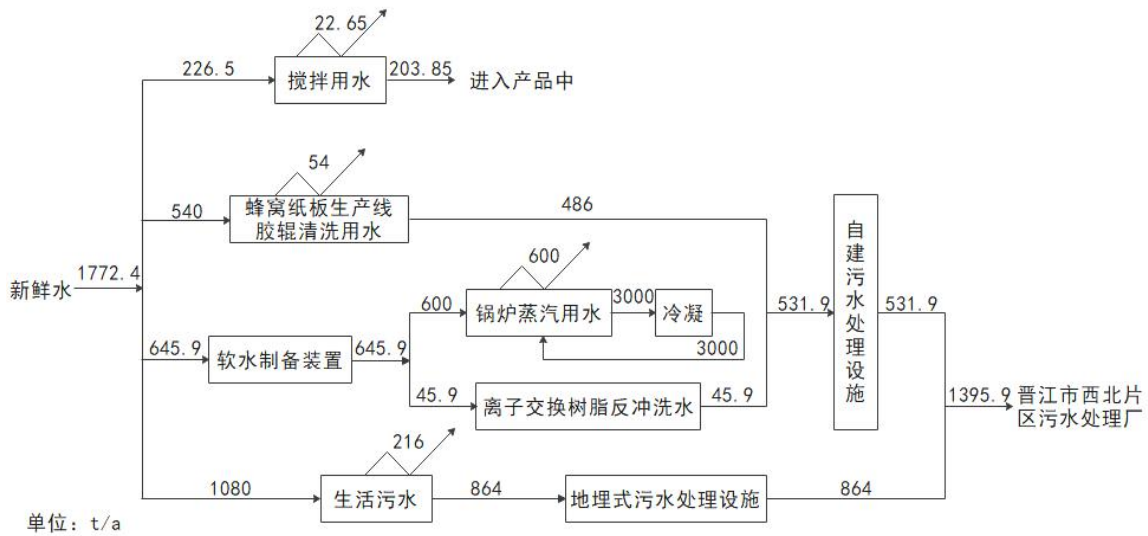 22.65
226.5
搅拌用水
203.85
进入产品中
54
540
蜂窝纸板生产线
胶辊清洗用水
486
新鲜水
1772.4
600
600
锅炉蒸汽用水
3000
冷凝
3000
645.9
软水制备装置
645.9
45.9
离子交换树脂反冲洗水
45.9
531.9
自建污水处理设施
531.9
1395.9
晋江市西北片
区污水处理厂
216
1080
生活污水
864
地埋式污水处理设施
864
单位：t/a